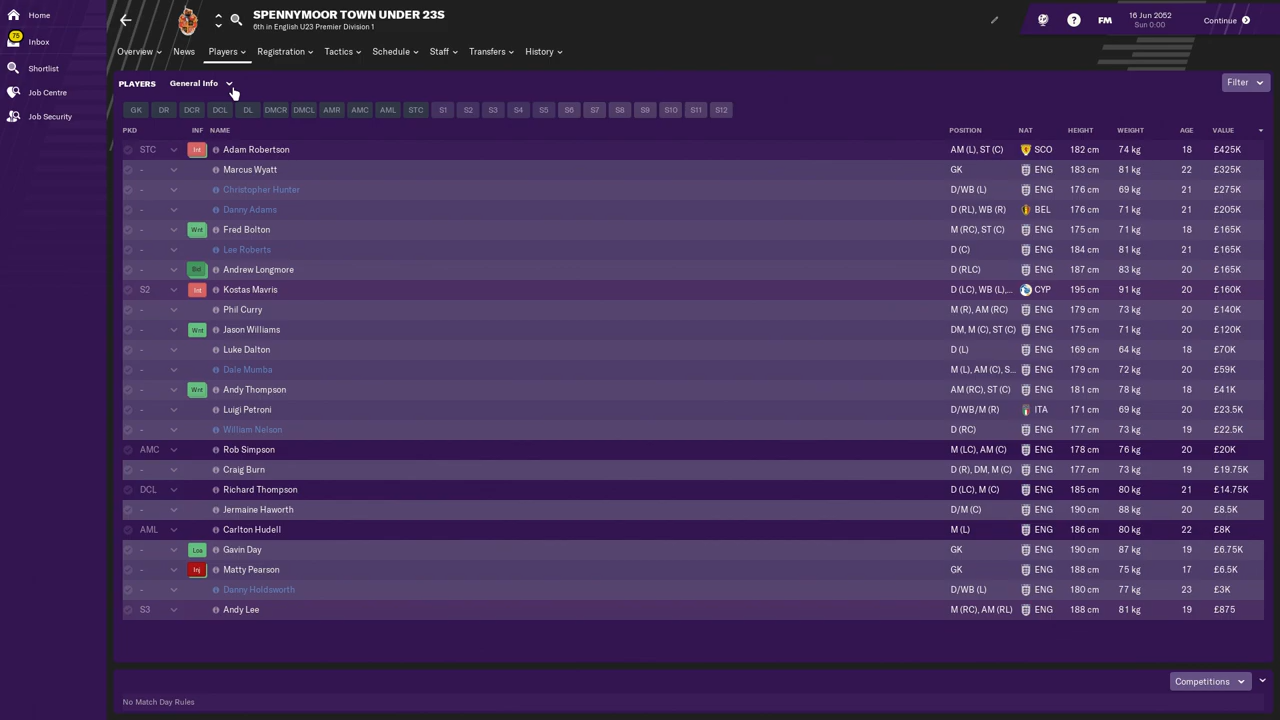 Home
75
Inbox
Shortlist
Job Centre
Job Security
SPENNYMOOR TOWN UNDER 23S
6th in English U23 Premier Division 1
FM 16 Jun 2052
Sun 0:00
Continue
Overview News Players Registration Tactics Schedule Staff Transfers History
PLAYERS General Info Filter
GK DR DCR DCL DL DMCR DMCL AMR AMC AML STC S1 S2 S3 S4 S5 S6 S7 S8 S9 S10 S11 S12
PKD INF NAME POSITION NAT HEIGHT WEIGHT AGE VALUE
STC Int Adam Robertson AM (L), ST (C) SCO 182 cm 74 kg 18 £425K
- Marcus Wyatt GK ENG 183 cm 81 kg 22 £325K
- Christopher Hunter D/WB (L) ENG 176 cm 69 kg 21 £275K
- Danny Adams D (RL), WB (R) BEL 176 cm 71 kg 21 £205K
- Wnt Fred Bolton M (RC), ST (C) ENG 175 cm 71 kg 18 £165K
- Lee Roberts D (C) ENG 184 cm 81 kg 21 £165K
- Andrew Longmore D (RLC) ENG 187 cm 83 kg 20 £165K
S2 Int Kostas Mavris D (LC), WB (L),... CYP 195 cm 91 kg 20 £160K
- Phil Curry M (R), AM (RC) ENG 179 cm 73 kg 20 £140K
- Wnt Jason Williams DM, M (C), ST (C) ENG 175 cm 71 kg 20 £120K
- Luke Dalton D (L) ENG 169 cm 64 kg 18 £70K
- Dale Mumba M (L), AM (C), S... ENG 179 cm 72 kg 20 £59K
- Wnt Andy Thompson AM (RC), ST (C) ENG 181 cm 78 kg 18 £41K
- Luigi Petroni D/WB/M (R) ITA 171 cm 69 kg 20 £23.5K
- William Nelson D (RC) ENG 177 cm 73 kg 19 £22.5K
AMC Rob Simpson M (LC), AM (C) ENG 178 cm 76 kg 20 £20K
- Craig Burn D (R), DM, M (C) ENG 177 cm 73 kg 19 £19.75K
DCL Richard Thompson D (LC), M (C) ENG 185 cm 80 kg 21 £14.75K
- Jermaine Haworth D/M (C) ENG 190 cm 88 kg 20 £8.5K
AML Carlton Hudell M (L) ENG 186 cm 80 kg 22 £8K
- Loa Gavin Day GK ENG 190 cm 87 kg 19 £6.75K
- Inj Matty Pearson GK ENG 188 cm 75 kg 17 £6.5K
- Danny Holdsworth D/WB (L) ENG 180 cm 77 kg 23 £3K
S3 Andy Lee M (RC), AM (RL) ENG 188 cm 81 kg 19 £875
Competitions
No Match Day Rules